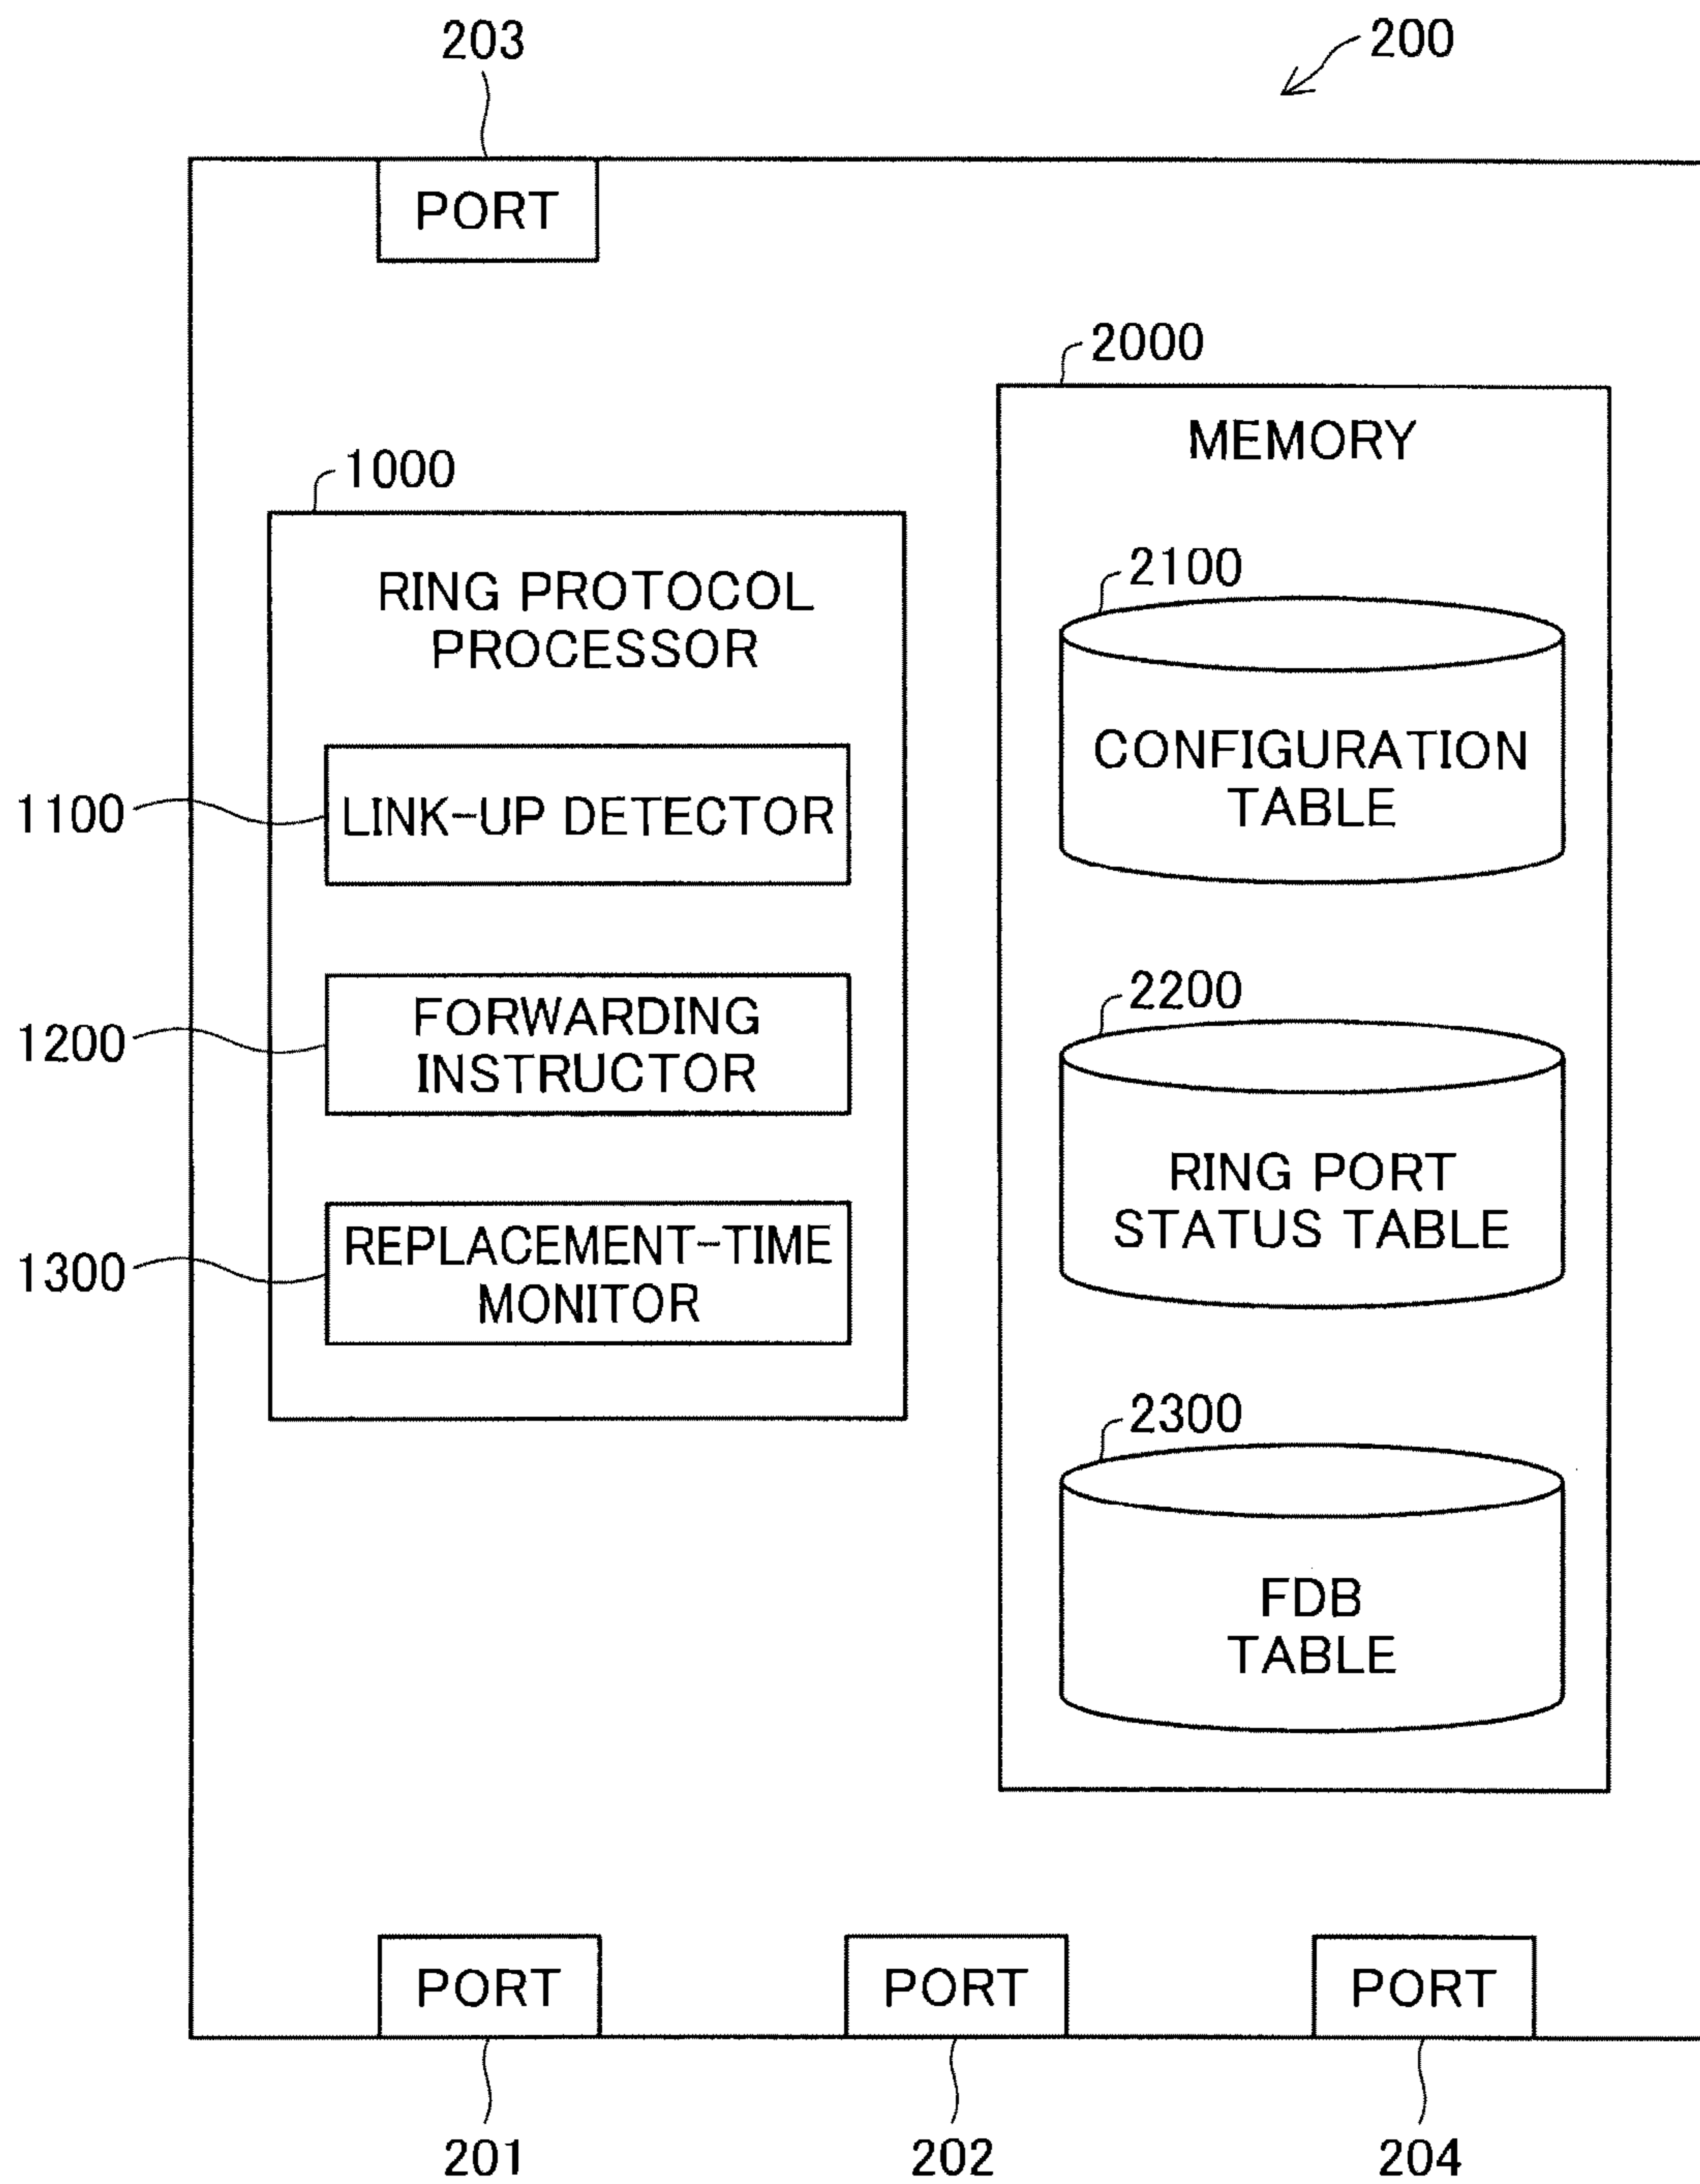 203
200
PORT
2000
MEMORY
1000
RING PROTOCOL
PROCESSOR
2100
CONFIGURATION
TABLE
1100
LINK-UP DETECTOR
2200
1200
FORWARDING
INSTRUCTOR
RING PORT
STATUS TABLE
1300
REPLACEMENT-TIME
MONITOR
2300
FDB
TABLE
PORT
PORT
PORT
201
202
204